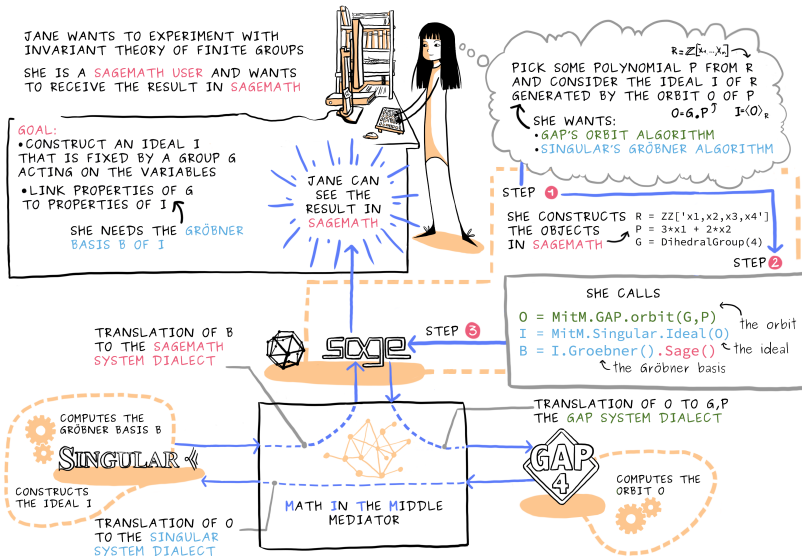 JANE WANTS TO EXPERIMENT WITH
INVARIANT THEORY OF FINITE GROUPS
SHE IS A SAGEMATH USER AND WANTS
TO RECEIVE THE RESULT IN SAGEMATH
GOAL:
• CONSTRUCT AN IDEAL I
THAT IS FIXED BY A GROUP G
ACTING ON THE VARIABLES
• LINK PROPERTIES OF G
TO PROPERTIES OF I
SHE NEEDS THE GRÖBNER
BASIS B OF I
JANE CAN
SEE THE
RESULT IN
SAGEMATH
R=ℤ[x₁...xₙ]
PICK SOME POLYNOMIAL P FROM R
AND CONSIDER THE IDEAL I OF R
GENERATED BY THE ORBIT O OF P
O=G.P I=⟨O⟩R
SHE WANTS:
• GAP'S ORBIT ALGORITHM
• SINGULAR'S GRÖBNER ALGORITHM
STEP 1
SHE CONSTRUCTS
THE OBJECTS
IN SAGEMATH
R = ZZ['x1,x2,x3,x4']
P = 3*x1 + 2*x2
G = DihedralGroup(4)
STEP 2
SHE CALLS
O = MitM.GAP.orbit(G,P)
I = MitM.Singular.Ideal(O)
B = I.Groebner().Sage()
the orbit
the ideal
the Gröbner basis
STEP 3
sage
TRANSLATION OF B
TO THE SAGEMATH
SYSTEM DIALECT
TRANSLATION OF O TO G,P
THE GAP SYSTEM DIALECT
COMPUTES THE
GRÖBNER BASIS B
SINGULAR
CONSTRUCTS
THE IDEAL I
TRANSLATION OF O
TO THE SINGULAR
SYSTEM DIALECT
MATH IN THE MIDDLE
MEDIATOR
GAP
4
COMPUTES THE
ORBIT O